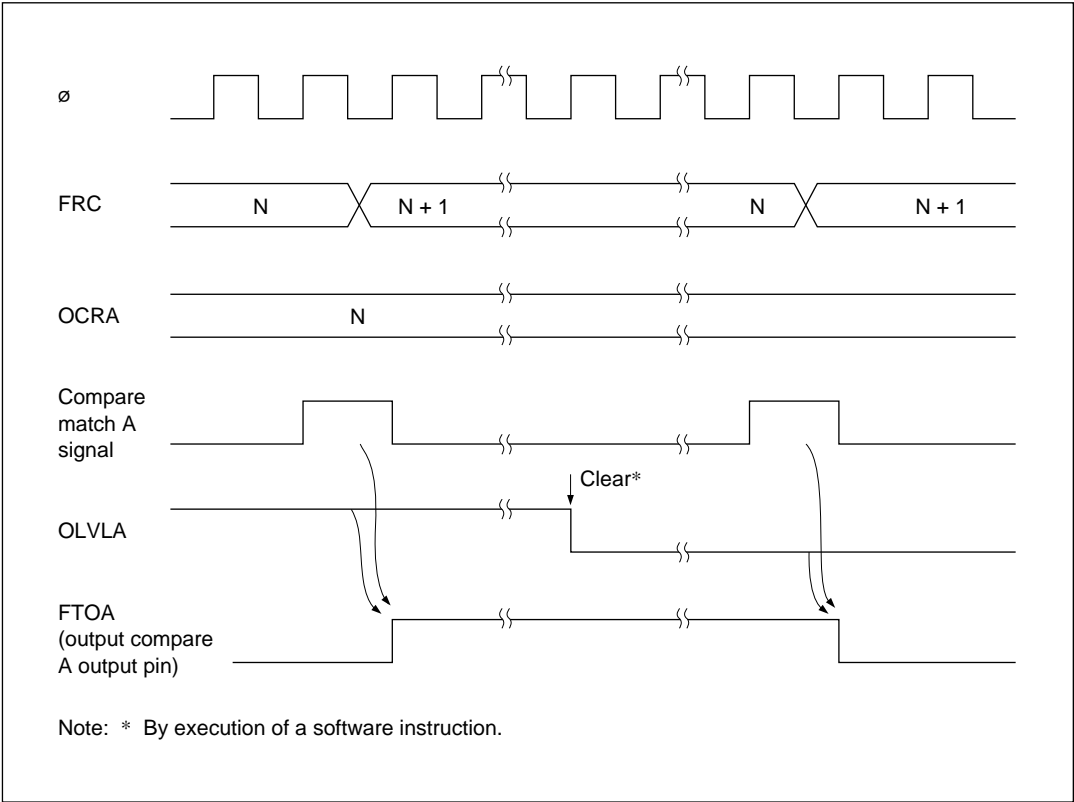 ø
FRC
N
N + 1
N
N + 1
OCRA
N
Compare
match A
signal
Clear*
OLVLA
FTOA
(output compare
A output pin)
Note: * By execution of a software instruction.